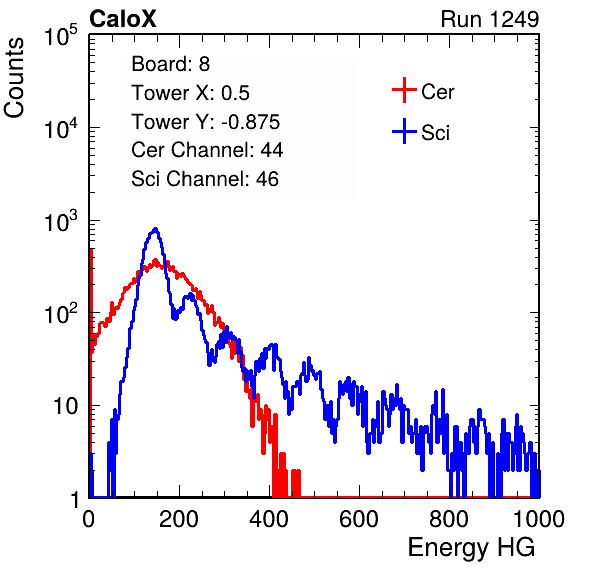 CaloX Run 1249
Counts
Board: 8
Tower X: 0.5
Tower Y: -0.875
Cer Channel: 44
Sci Channel: 46
Cer
Sci
10^5
10^4
10^3
10^2
10
1
0 200 400 600 800 1000
Energy HG